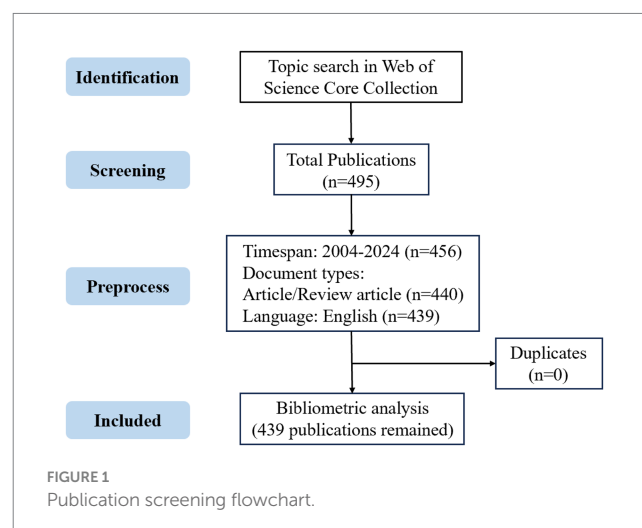 Identification
Topic search in Web of
Science Core Collection
Screening
Total Publications
(n=495)
Preprocess
Timespan: 2004-2024 (n=456)
Document types:
Article/Review article (n=440)
Language: English (n=439)
Duplicates
(n=0)
Included
Bibliometric analysis
(439 publications remained)
FIGURE 1
Publication screening flowchart.